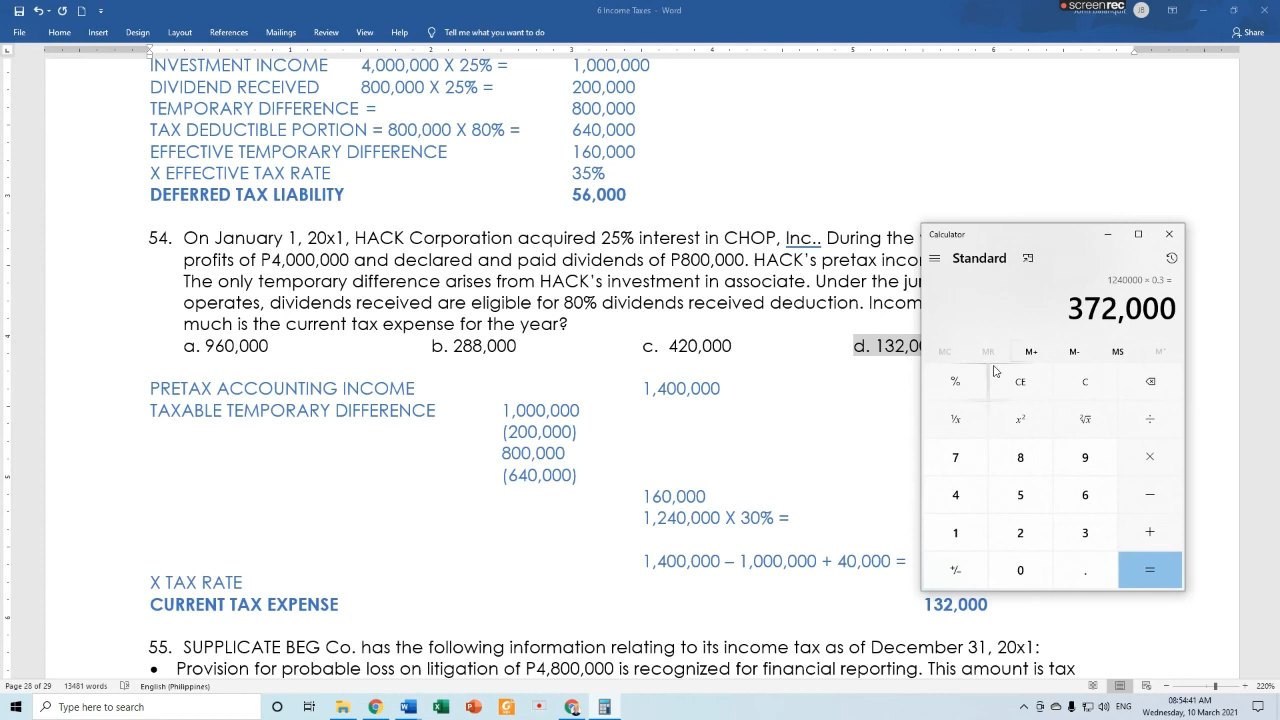 6 Income Taxes - Word
screenrec
JB
File Home Insert Design Layout References Mailings Review View Help Tell me what you want to do Share
INVESTMENT INCOME 4,000,000 X 25% = 1,000,000
DIVIDEND RECEIVED 800,000 X 25% = 200,000
TEMPORARY DIFFERENCE = 800,000
TAX DEDUCTIBLE PORTION = 800,000 X 80% = 640,000
EFFECTIVE TEMPORARY DIFFERENCE 160,000
X EFFECTIVE TAX RATE 35%
DEFERRED TAX LIABILITY 56,000
54. On January 1, 20x1, HACK Corporation acquired 25% interest in CHOP, Inc.. During the
profits of P4,000,000 and declared and paid dividends of P800,000. HACK's pretax inco
The only temporary difference arises from HACK's investment in associate. Under the ju
operates, dividends received are eligible for 80% dividends received deduction. Incom
much is the current tax expense for the year?
a. 960,000 b. 288,000 c. 420,000 d. 132,0
PRETAX ACCOUNTING INCOME 1,400,000
TAXABLE TEMPORARY DIFFERENCE 1,000,000
(200,000)
800,000
(640,000)
160,000
1,240,000 X 30% =
1,400,000 – 1,000,000 + 40,000 =
X TAX RATE
CURRENT TAX EXPENSE 132,000
55. SUPPLICATE BEG Co. has the following information relating to its income tax as of December 31, 20x1:
• Provision for probable loss on litigation of P4,800,000 is recognized for financial reporting. This amount is tax
Calculator
Standard
1240000 × 0.3 =
372,000
MC MR M+ M- MS M˅
% CE C
¹/x x² ²√x ÷
7 8 9 ×
4 5 6 −
1 2 3 +
+/- 0 . =
Page 28 of 29 13481 words English (Philippines) 220%
Type here to search
ENG
08:54:41 AM
Wednesday, 10 March 2021